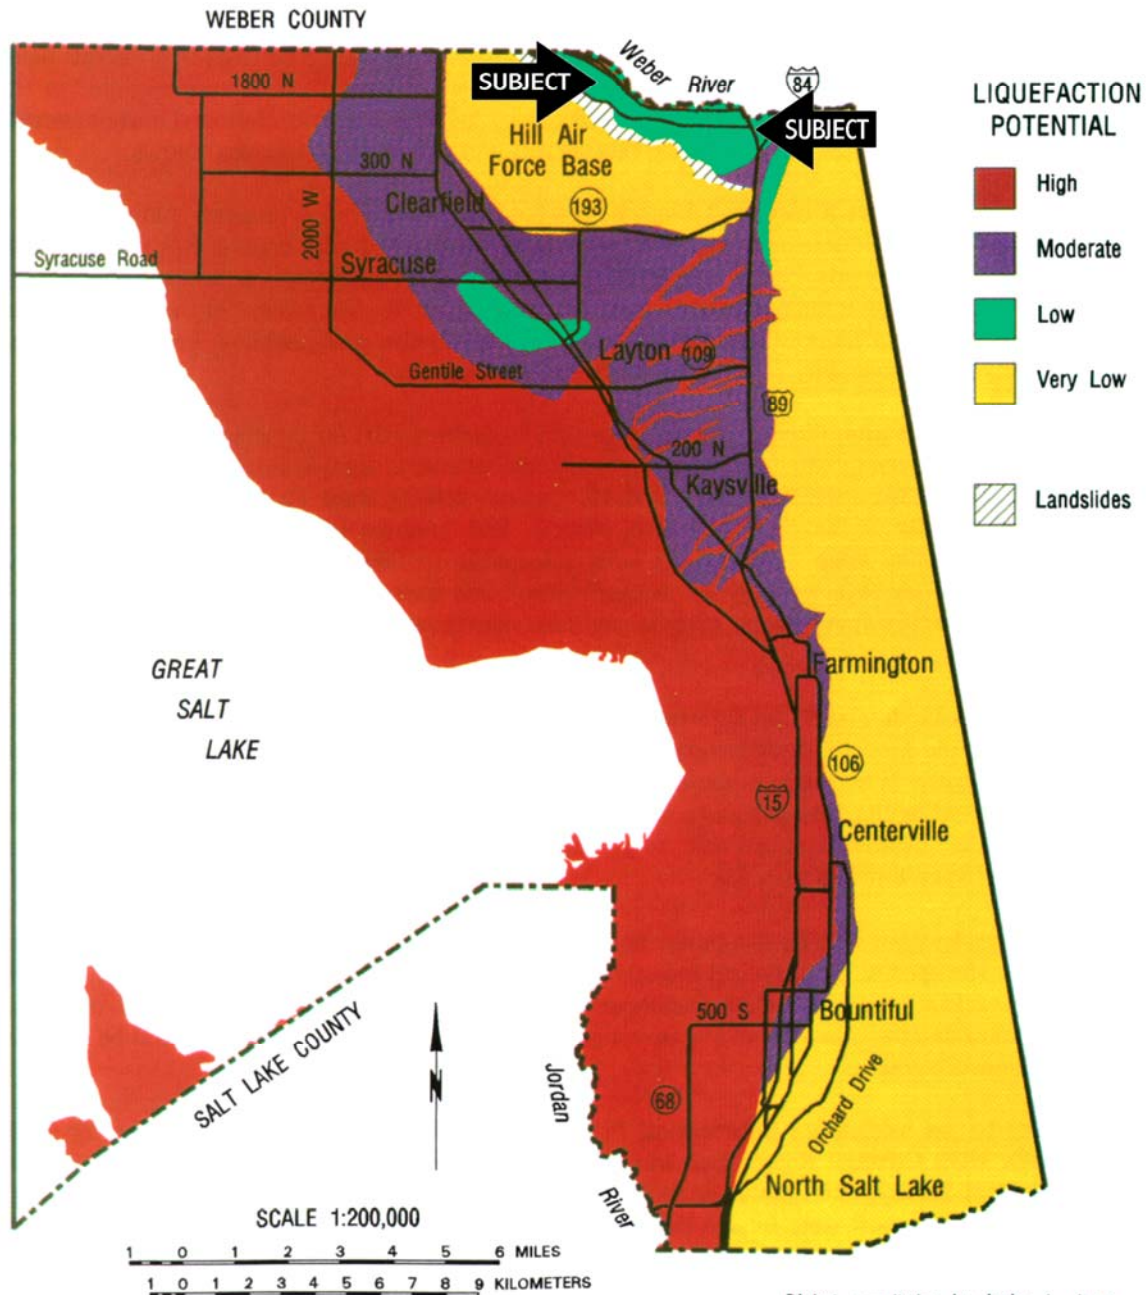 WEBER COUNTY
Weber River
84
SUBJECT
SUBJECT
LIQUEFACTION
POTENTIAL
High
Moderate
Low
Very Low
Landslides
1800 N
Hill Air
Force Base
300 N
Clearfield
193
2000 W
Syracuse Road
Syracuse
Layton 109
Gentile Street
89
200 N
Kaysville
Farmington
GREAT
SALT
LAKE
106
15
Centerville
500 S
Bountiful
SALT LAKE COUNTY
N
Jordan
River
68
Orchard Drive
North Salt Lake
SCALE 1:200,000
1 0 1 2 3 4 5 6 MILES
1 0 1 2 3 4 5 6 7 8 9 KILOMETERS